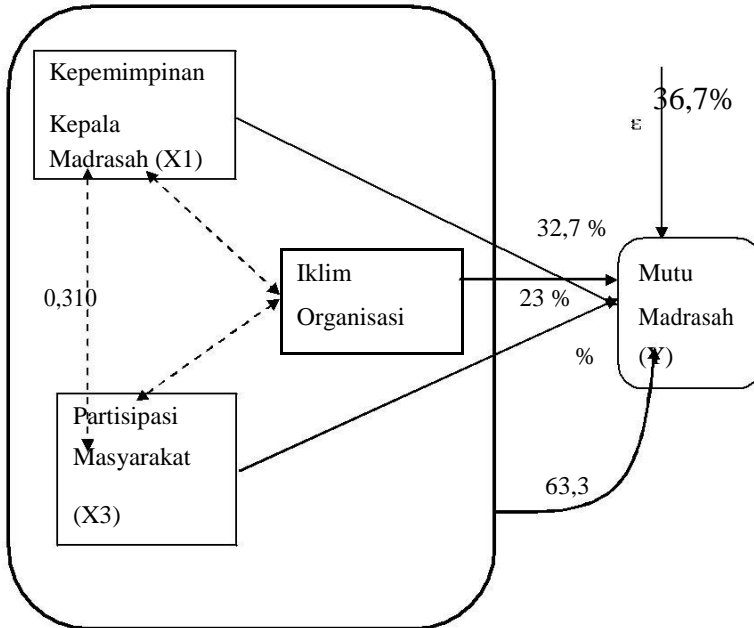 Kepemimpinan
Kepala
Madrasah (X1)
36,7%
ε
32,7 %
Iklim
Organisasi
Mutu
Madrasah
(Y)
0,310
23 %
%
Partisipasi
Masyarakat
(X3)
63,3